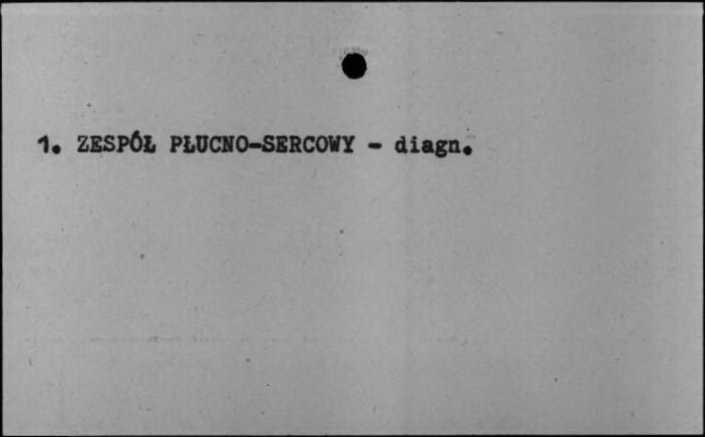 1. ZESPÓŁ PŁUCNO-SERCOWY - diagn.